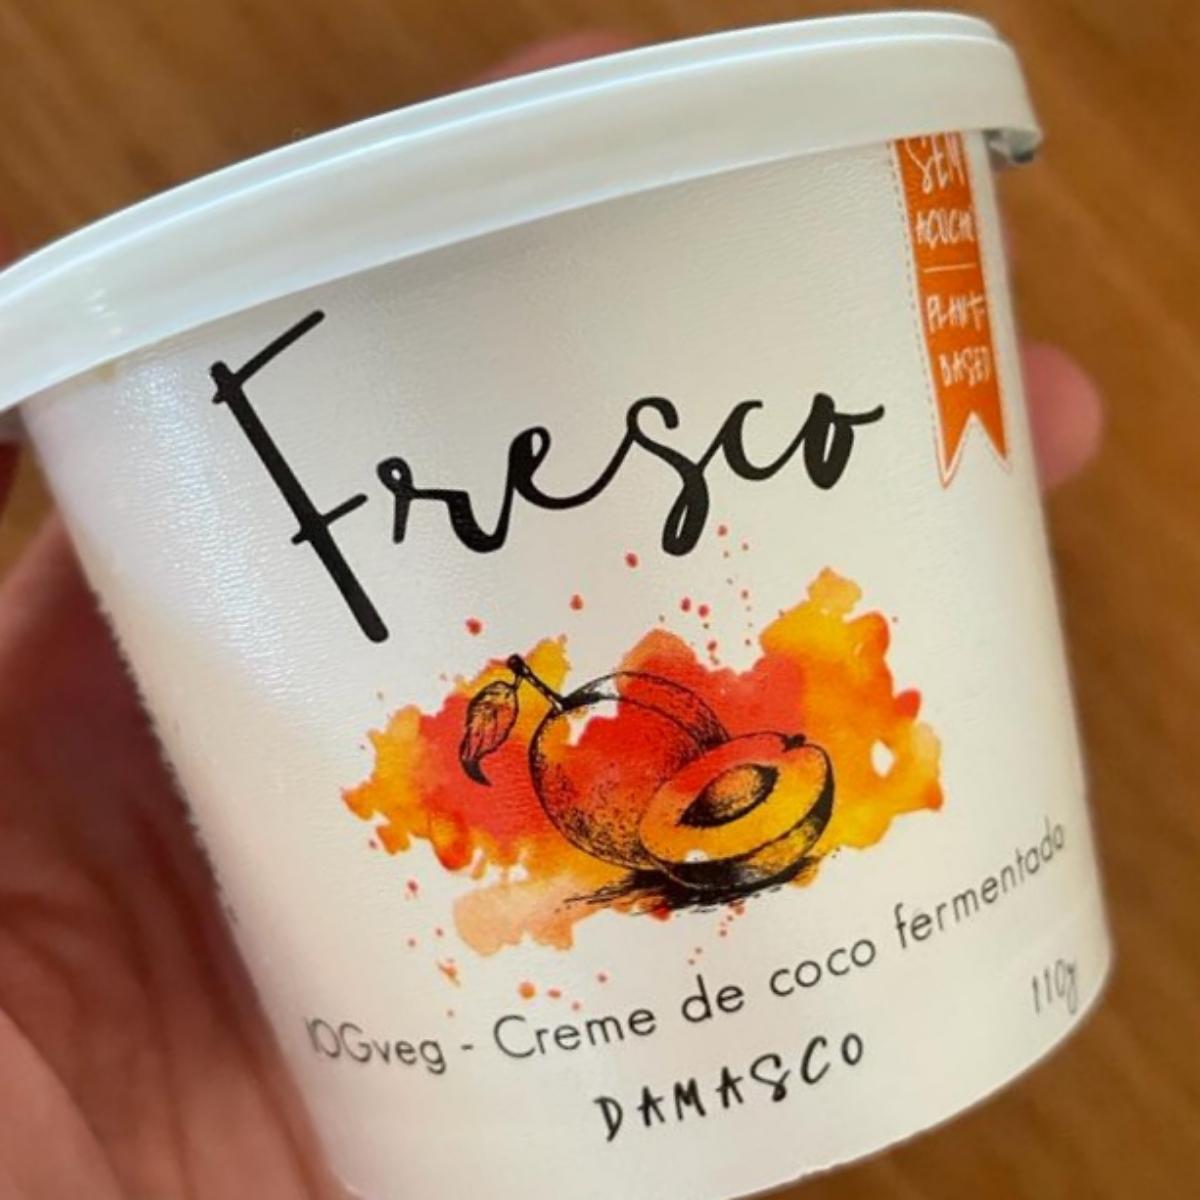 SEM
AÇÚCAR
PLANT
BASED
Fresco
IOGveg - Creme de coco fermentado
110g
DAMASCO